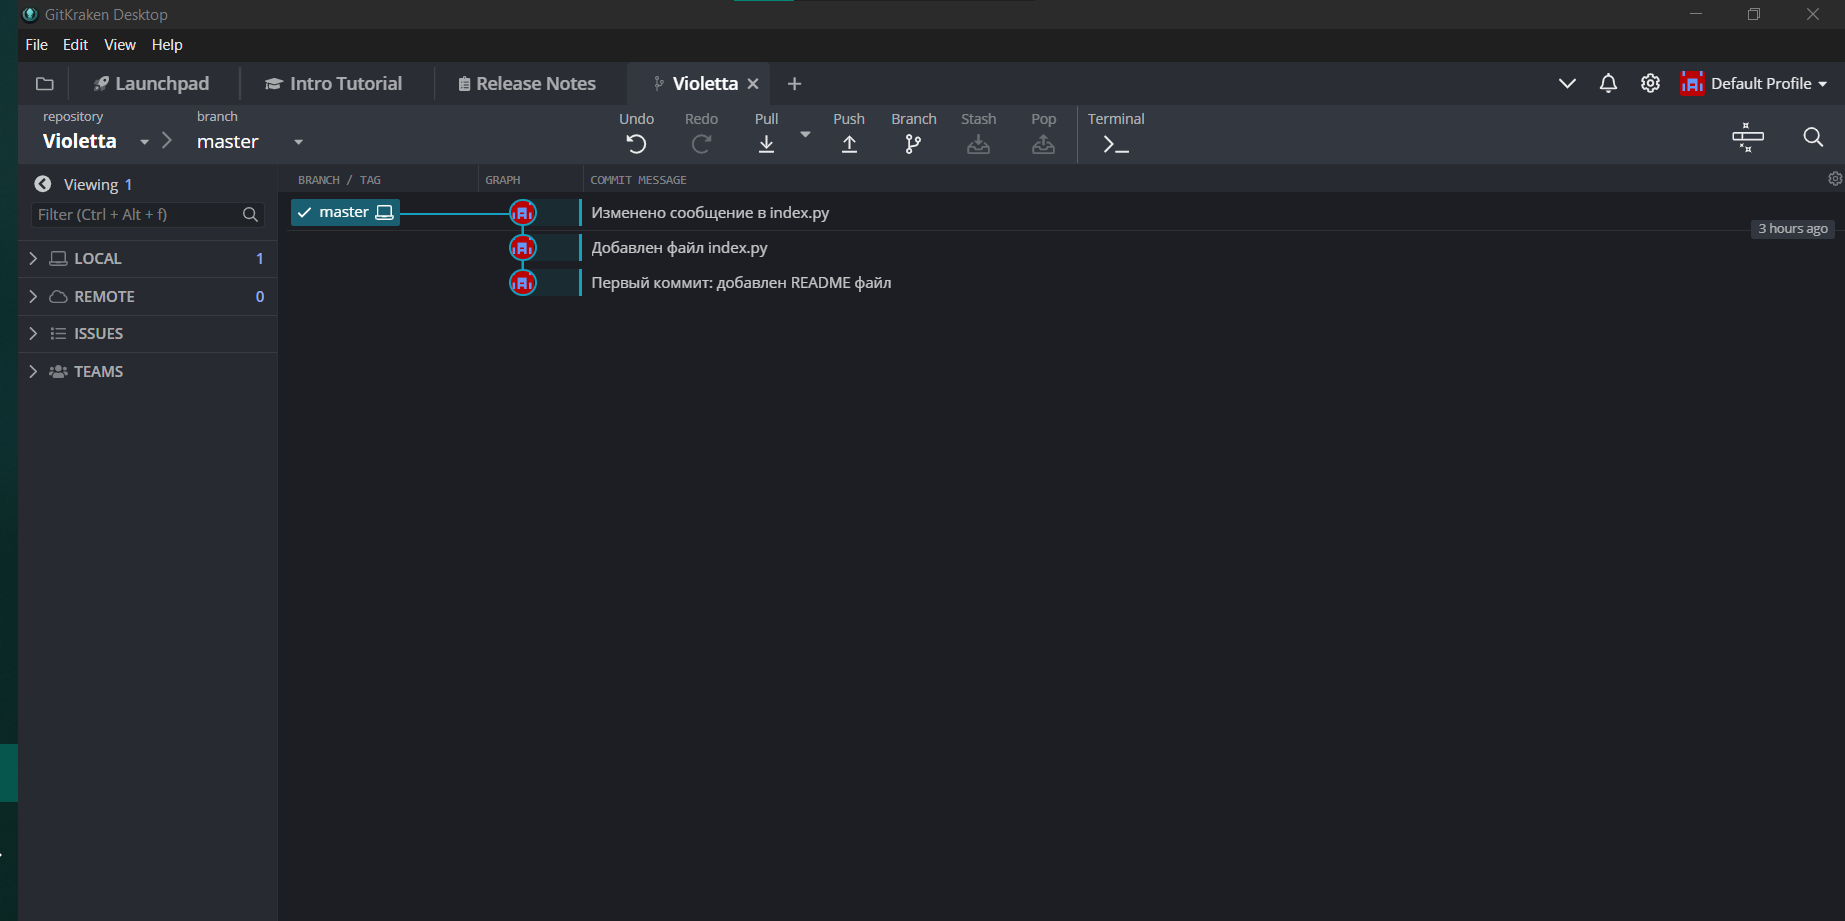 GitKraken Desktop
File Edit View Help
Launchpad Intro Tutorial Release Notes Violetta Default Profile
repository branch Undo Redo Pull Push Branch Stash Pop Terminal
Violetta master
Viewing 1 BRANCH / TAG GRAPH COMMIT MESSAGE
Filter (Ctrl + Alt + f) master Изменено сообщение в index.py
3 hours ago
Добавлен файл index.py
LOCAL 1
Первый коммит: добавлен README файл
REMOTE 0
ISSUES
TEAMS